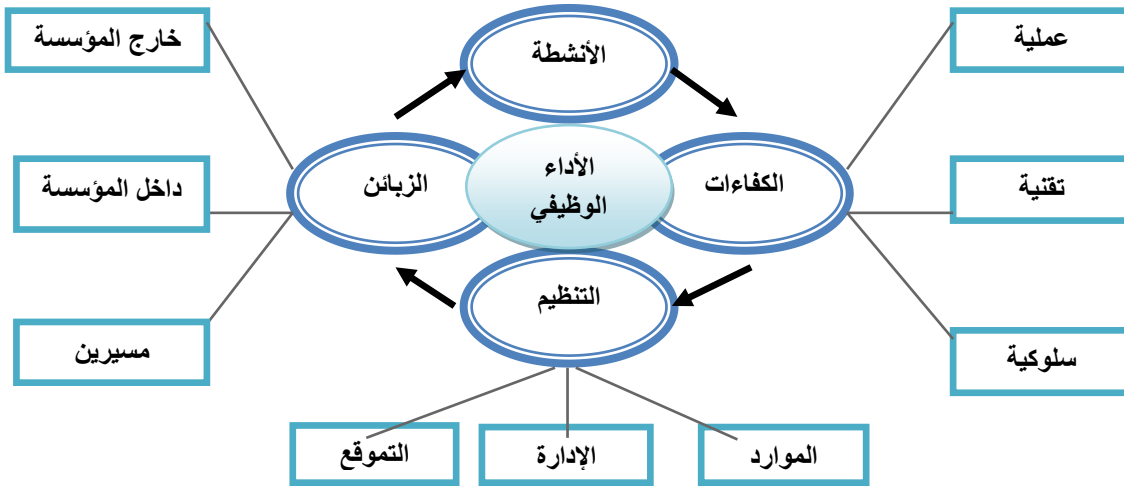 الأنشطة
عملية
خارج المؤسسة
الأداء
الوظيفي
الكفاءات
الزبائن
تقنية
داخل المؤسسة
التنظيم
سلوكية
مسيرين
الموارد
الإدارة
التموقع